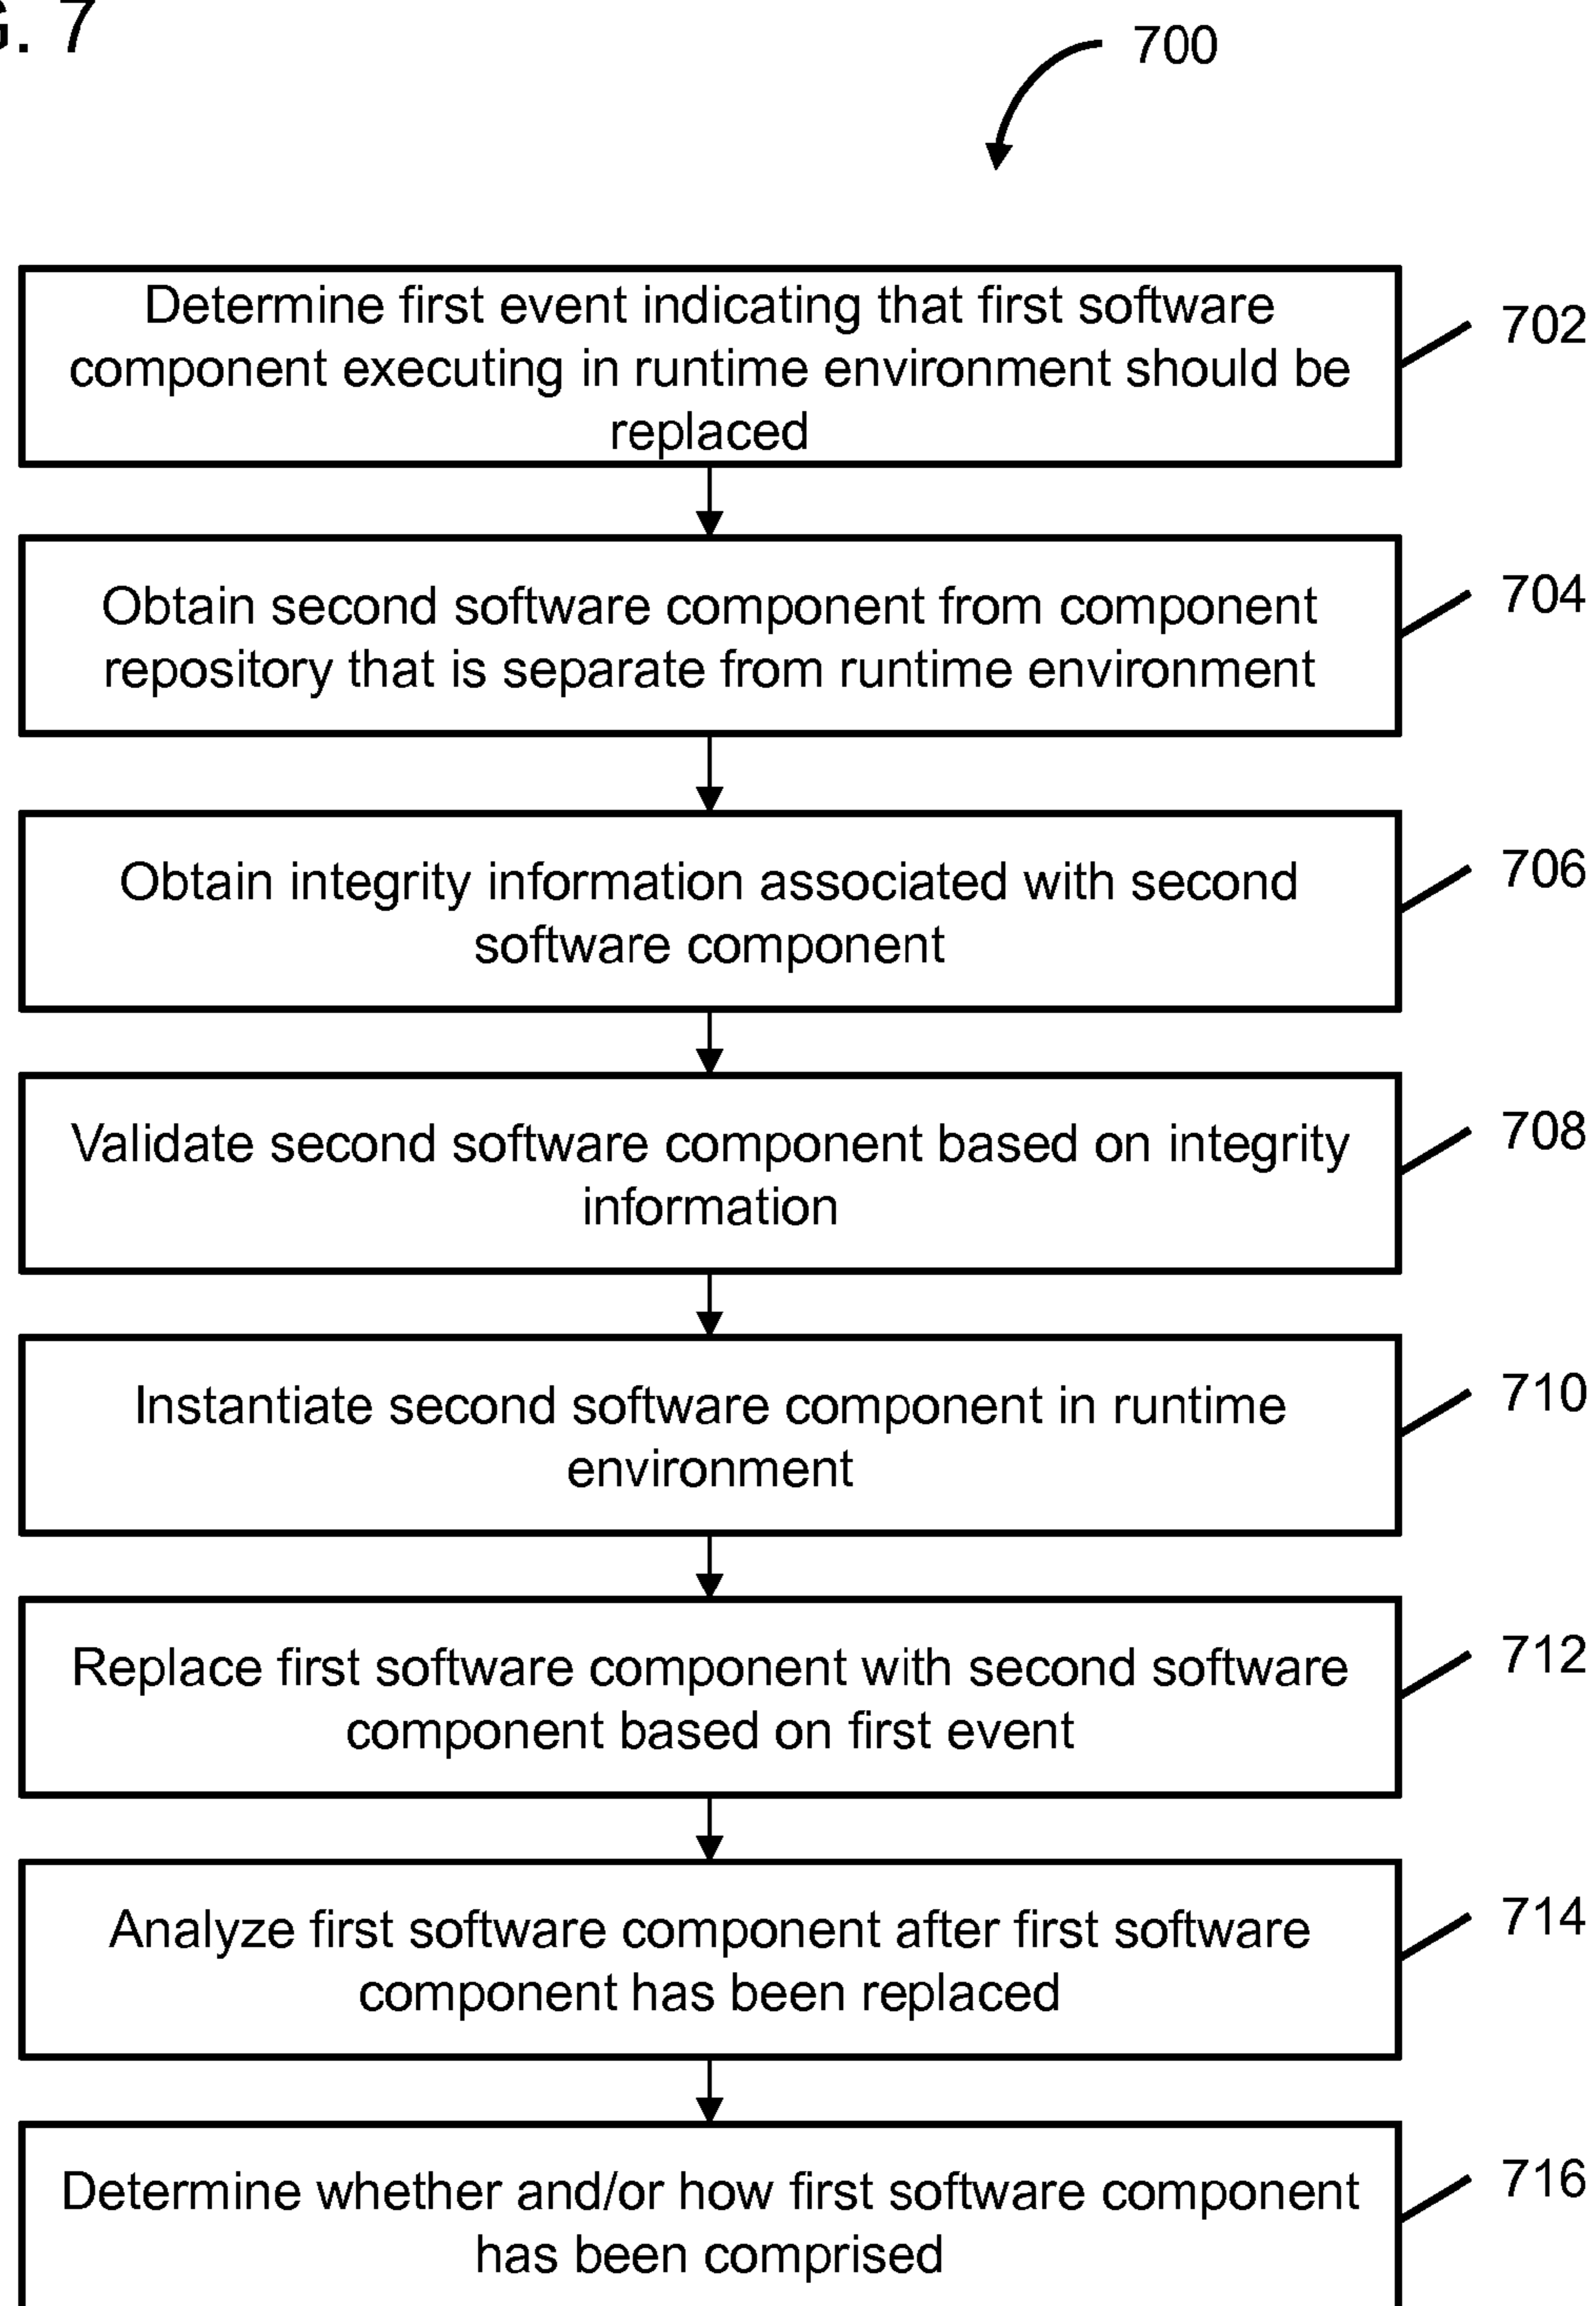 G. 7
700
Determine first event indicating that first software
component executing in runtime environment should be
replaced
702
Obtain second software component from component
repository that is separate from runtime environment
704
Obtain integrity information associated with second
software component
706
Validate second software component based on integrity
information
708
Instantiate second software component in runtime
environment
710
Replace first software component with second software
component based on first event
712
Analyze first software component after first software
component has been replaced
714
Determine whether and/or how first software component
has been comprised
716